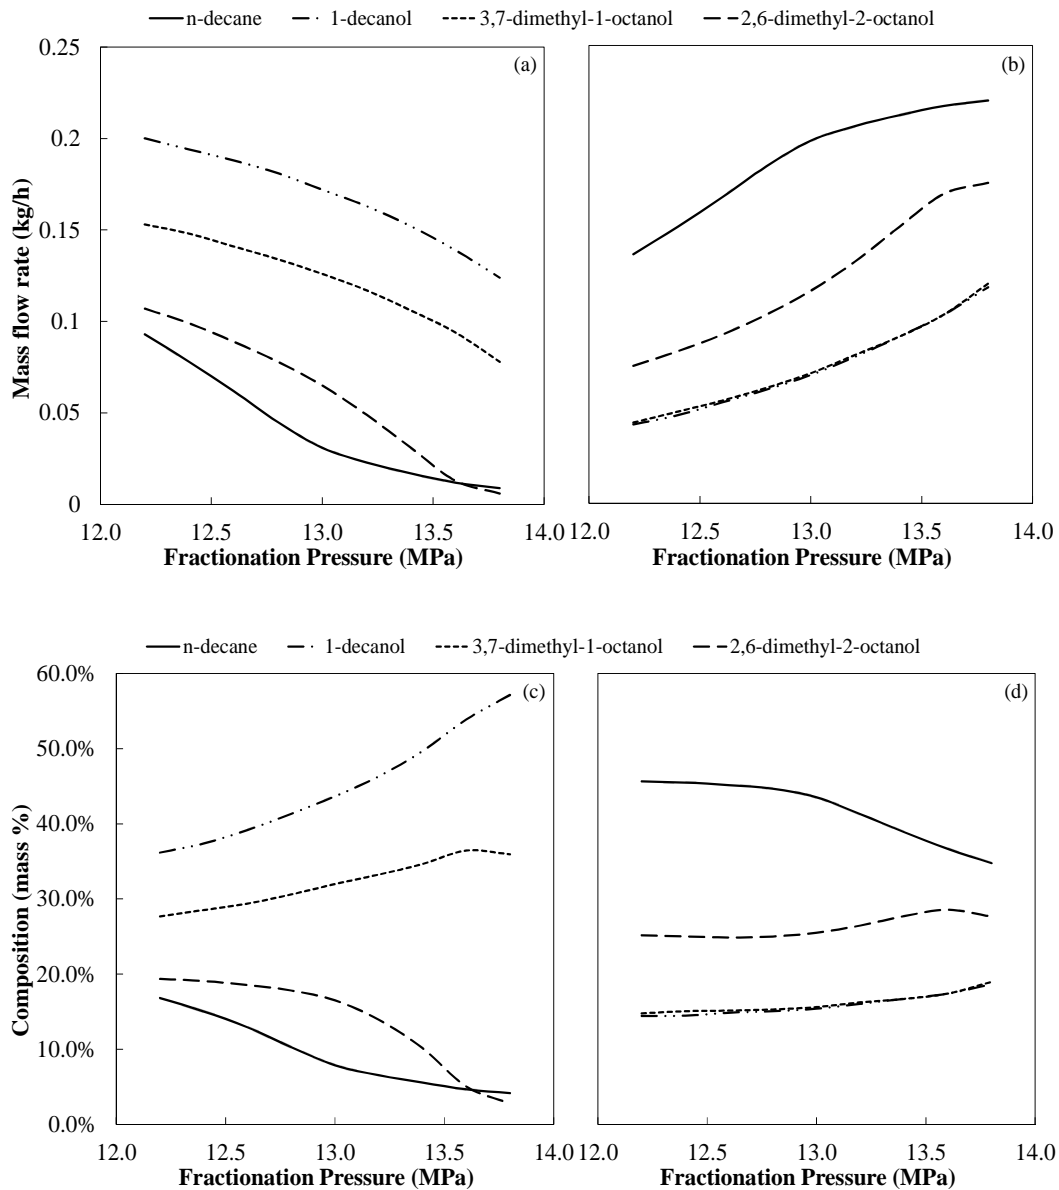 n-decane 1-decanol 3,7-dimethyl-1-octanol 2,6-dimethyl-2-octanol
0.25
0.2
0.15
0.1
0.05
0
Mass flow rate (kg/h)
(a)
12.0 12.5 13.0 13.5 14.0
Fractionation Pressure (MPa)
(b)
12.0 12.5 13.0 13.5 14.0
Fractionation Pressure (MPa)
n-decane 1-decanol 3,7-dimethyl-1-octanol 2,6-dimethyl-2-octanol
60.0%
50.0%
40.0%
30.0%
20.0%
10.0%
0.0%
Composition (mass %)
(c)
12.0 12.5 13.0 13.5 14.0
Fractionation Pressure (MPa)
(d)
12.0 12.5 13.0 13.5 14.0
Fractionation Pressure (MPa)